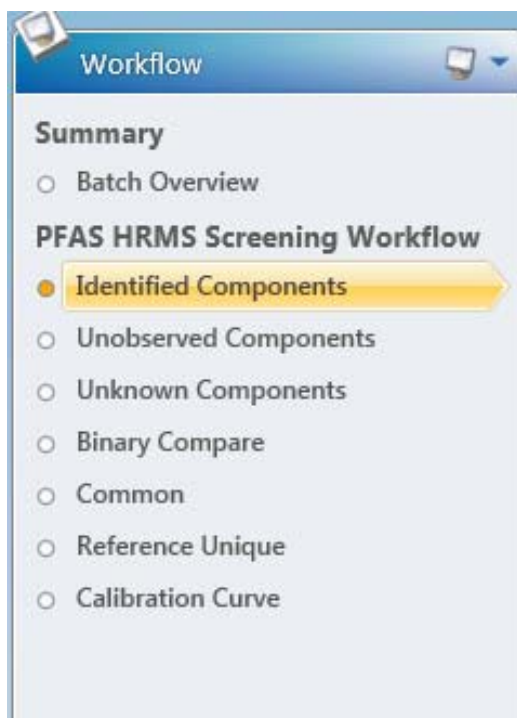 Workflow
Summary
Batch Overview
PFAS HRMS Screening Workflow
Identified Components
Unobserved Components
Unknown Components
Binary Compare
Common
Reference Unique
Calibration Curve